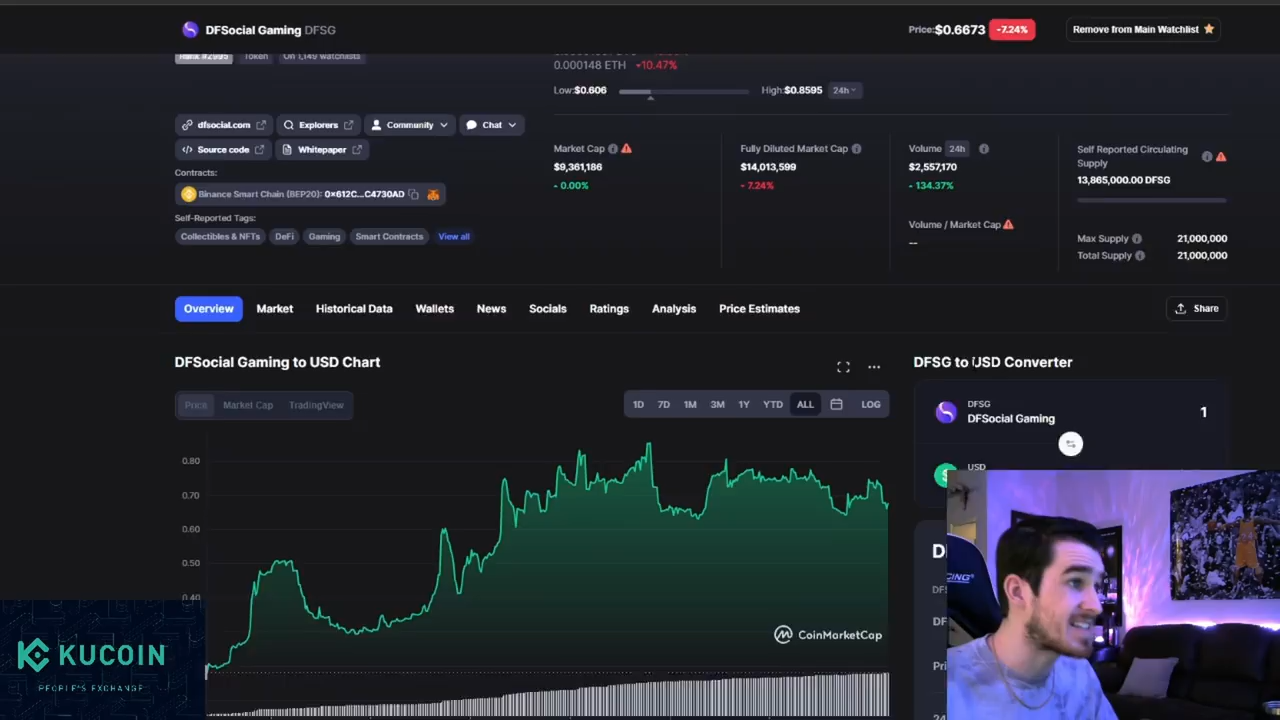 DFSocial Gaming DFSG
Price: $0.6673 -7.24%
Remove from Main Watchlist
Rank #2995 Token On 1,149 watchlists
0.000148 ETH 10.47%
Low: $0.606 High: $0.8595 24h
dfsocial.com Explorers Community Chat
Source code Whitepaper
Contracts:
Binance Smart Chain (BEP20): 0x612C...C4730AD
Self-Reported Tags:
Collectibles & NFTs DeFi Gaming Smart Contracts View all
Market Cap
$9,361,186
- 0.00%
Fully Diluted Market Cap
$14,013,599
- 7.24%
Volume 24h
$2,557,170
- 134.37%
Volume / Market Cap
--
Self Reported Circulating
Supply
13,865,000.00 DFSG
Max Supply 21,000,000
Total Supply 21,000,000
Overview Market Historical Data Wallets News Socials Ratings Analysis Price Estimates
Share
DFSocial Gaming to USD Chart
Price Market Cap TradingView
1D 7D 1M 3M 1Y YTD ALL LOG
0.80
0.70
0.60
0.50
0.40
CoinMarketCap
DFSG to USD Converter
DFSG
DFSocial Gaming
1
USD
KUCOIN
PEOPLE'S EXCHANGE